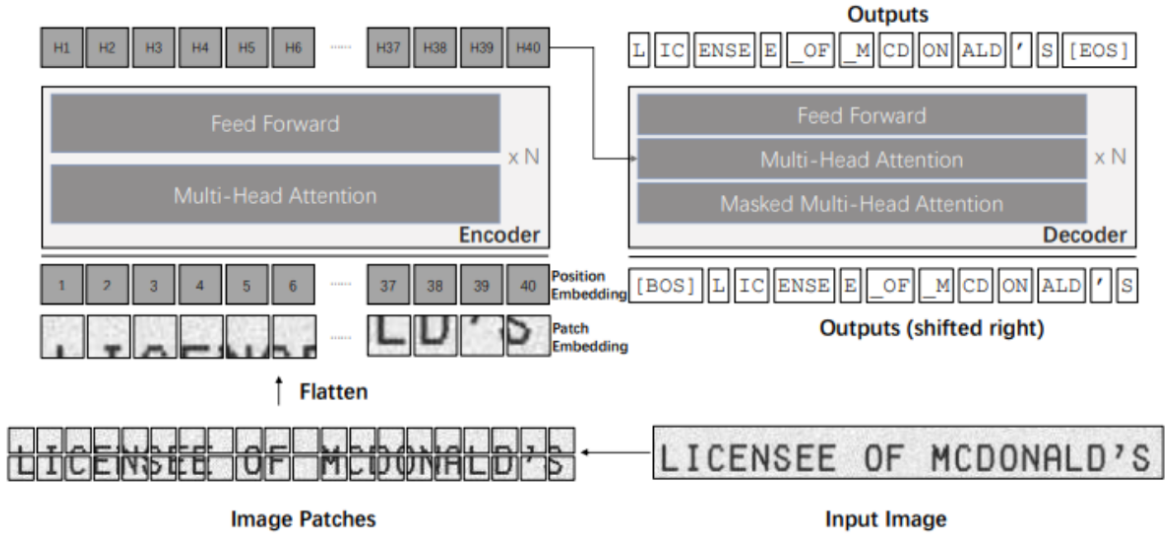 Outputs
H1 H2 H3 H4 H5 H6 ...... H37 H38 H39 H40
L IC ENSE E _OF _M CD ON ALD ' S [EOS]
Feed Forward
Multi-Head Attention
x N
Encoder
Feed Forward
Multi-Head Attention
Masked Multi-Head Attention
x N
Decoder
1 2 3 4 5 6 ...... 37 38 39 40
Position
Embedding
[BOS] L IC ENSE E _OF _M CD ON ALD ' S
LICENSE ...... LD'S
Patch
Embedding
Outputs (shifted right)
Flatten
LICENSEE OF MCDONALD'S
LICENSEE OF MCDONALD'S
Image Patches
Input Image